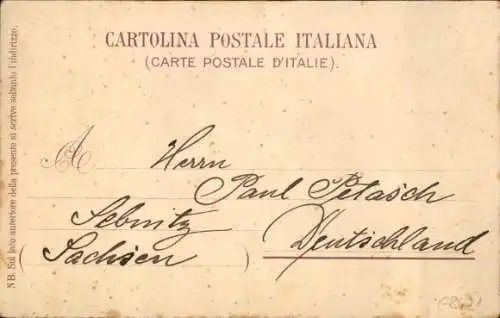 CARTOLINA POSTALE ITALIANA
(CARTE POSTALE D'ITALIE).
A Herrn
Paul Petasch
Sebnitz
(Sachsen)
Deutschland
NB. Sul lato anteriore della presente si scrive soltanto l'indirizzo.